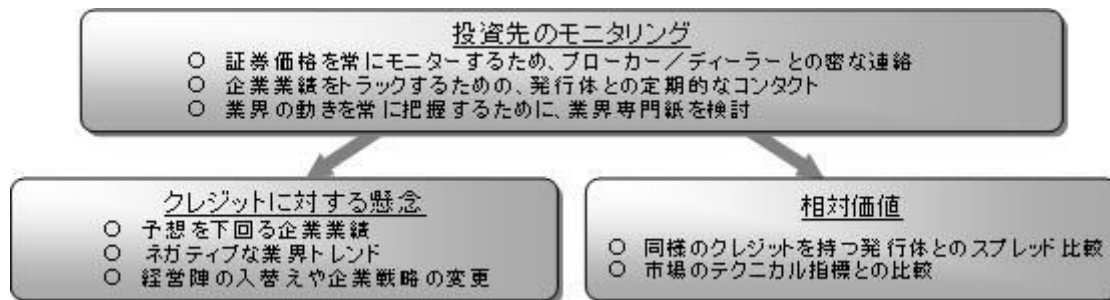 投資先のモニタリング
○ 証券価格を常にモニターするため、ブローカー／ディーラーとの密な連絡
○ 企業業績をトラックするための、発行体との定期的なコンタクト
○ 業界の動きを常に把握するために、業界専門紙を検討
クレジットに対する懸念
○ 予想を下回る企業業績
○ ネガティブな業界トレンド
○ 経営陣の入替えや企業戦略の変更
相対価値
○ 同様のクレジットを持つ発行体とのスプレッド比較
○ 市場のテクニカル指標との比較